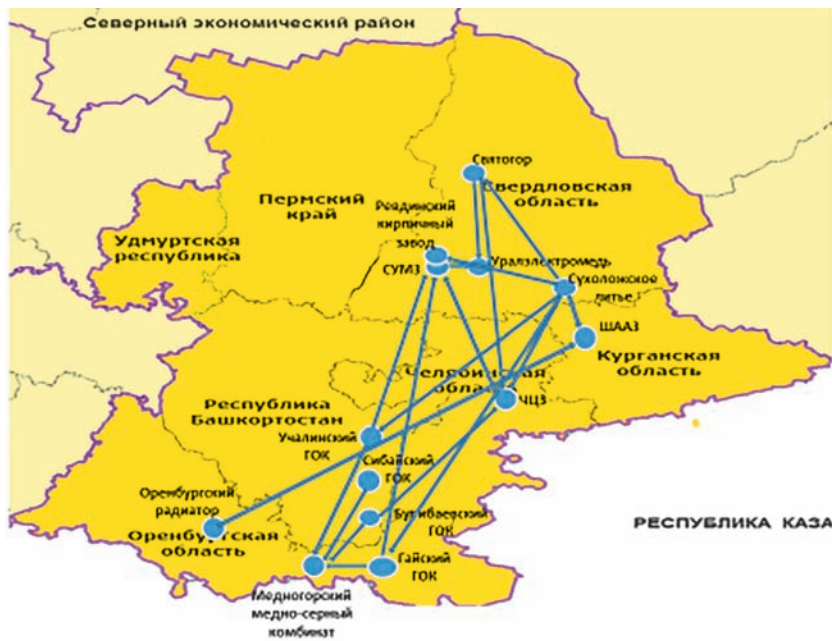 Северный экономический район
Святогор
Свердловская
область
Пермский
край
Ревдинский
кирпичный
завод
Удмуртская
республика
СУМЗ
Уралэлектромедь
Сухоложское
литье
ШААЗ
Курганская
область
Челябинская
область
ЧЦЗ
Республика
Башкортостан
Учалинский
ГОК
Сибайский
ГОК
Оренбургский
радиатор
Бурибаевский
ГОК
Оренбургская
область
РЕСПУБЛИКА КАЗА
Гайский
ГОК
Медногорский
медно-серный
комбинат